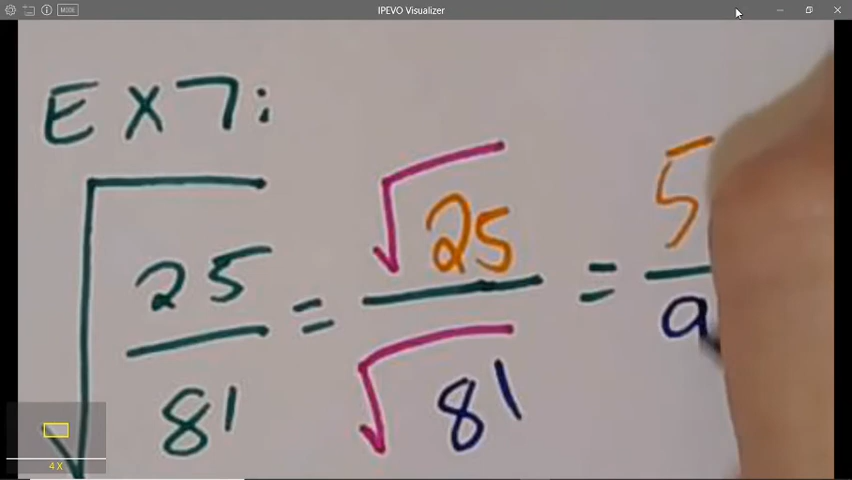 IPEVO Visualizer
EX7:
√(25/81) = √25/√81 = 5/9
4 X